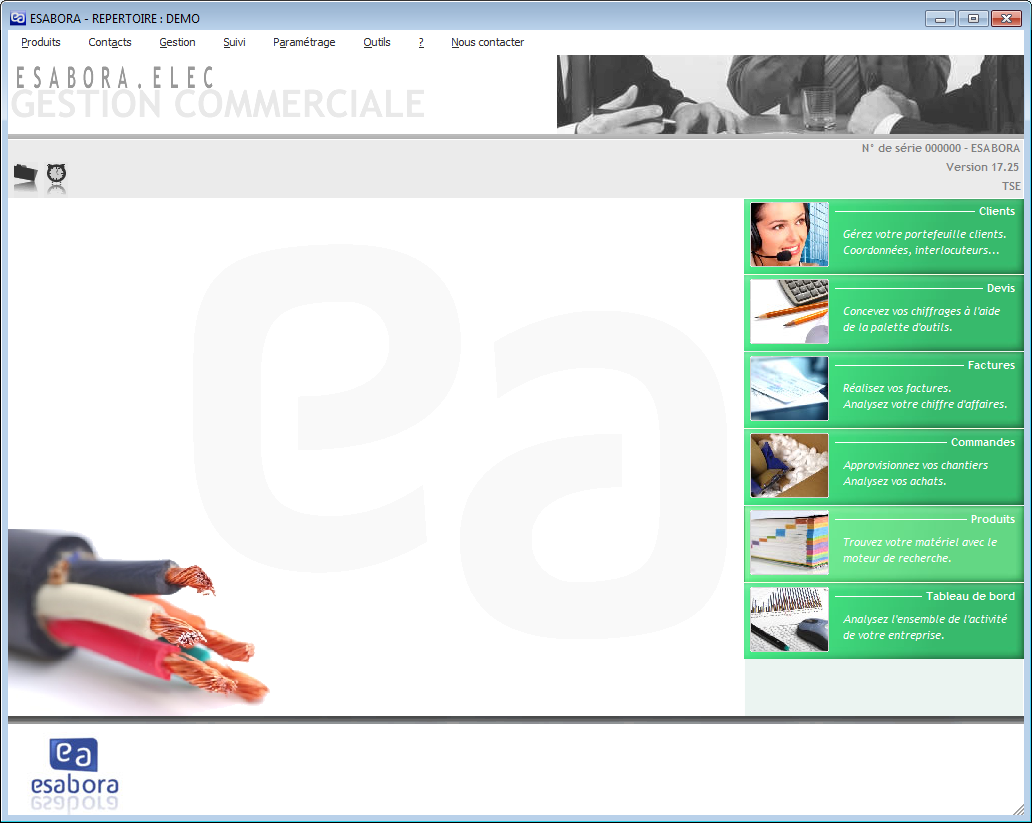 ESABORA - REPERTOIRE : DEMO
Produits Contacts Gestion Suivi Paramétrage Outils ? Nous contacter
ESABORA.ELEC
GESTION COMMERCIALE
N° de série 000000 - ESABORA
Version 17.25
TSE
Clients
Gérez votre portefeuille clients.
Coordonnées, interlocuteurs...
Devis
Concevez vos chiffrages à l'aide
de la palette d'outils.
Factures
Réalisez vos factures.
Analysez votre chiffre d'affaires.
Commandes
Approvisionnez vos chantiers
Analysez vos achats.
Produits
Trouvez votre matériel avec le
moteur de recherche.
Tableau de bord
Analysez l'ensemble de l'activité
de votre entreprise.
ea
ea
esabora